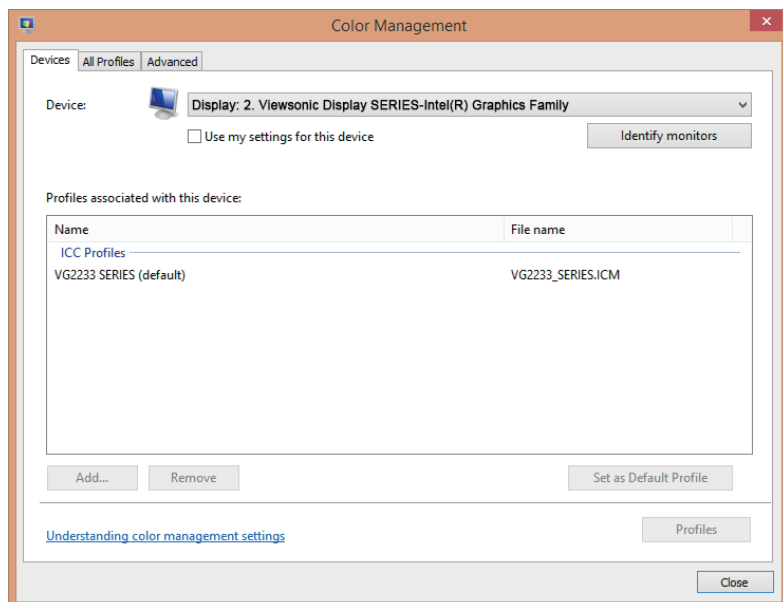 Color Management
Devices All Profiles Advanced
Device: Display: 2. Viewsonic Display SERIES-Intel(R) Graphics Family
Use my settings for this device Identify monitors
Profiles associated with this device:
Name File name
ICC Profiles
VG2233 SERIES (default) VG2233_SERIES.ICM
Add... Remove Set as Default Profile
Understanding color management settings Profiles
Close